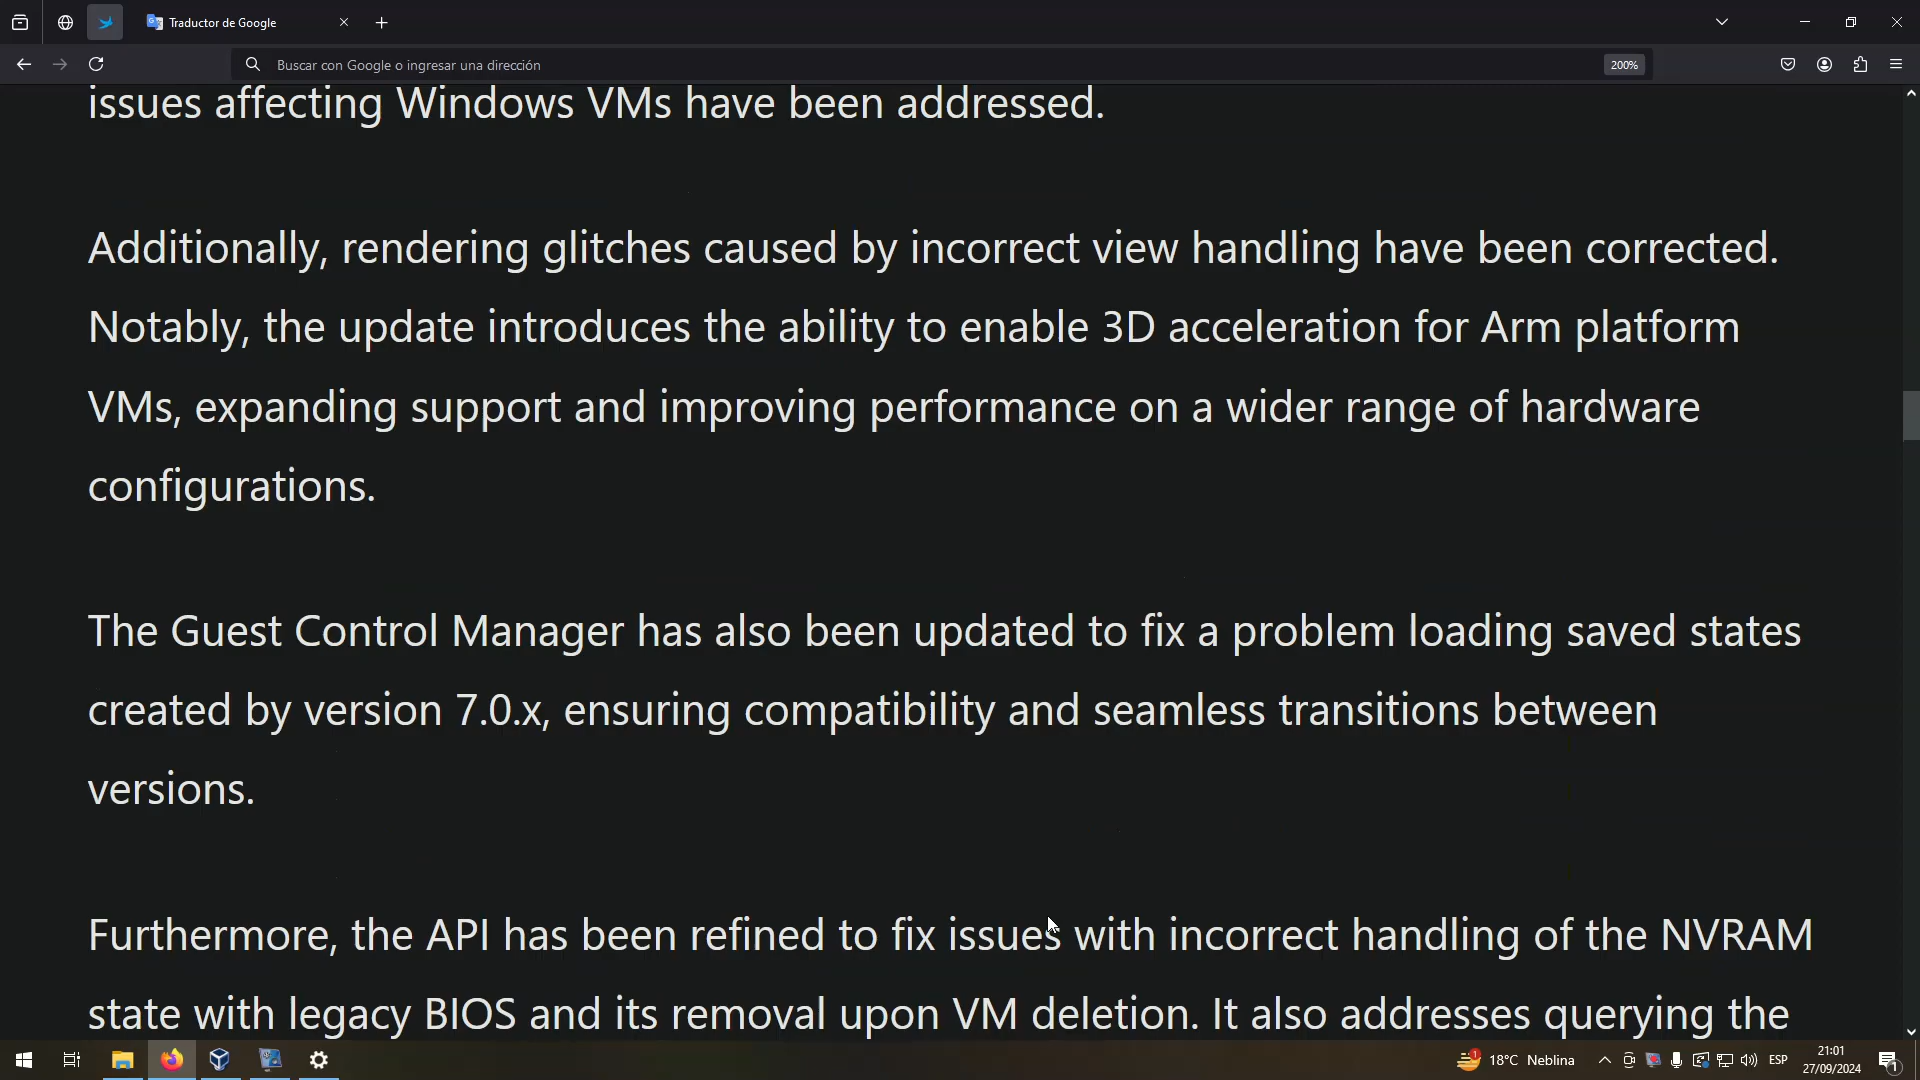 Traductor de Google
Buscar con Google o ingresar una dirección
200%
issues affecting Windows VMs have been addressed.
Additionally, rendering glitches caused by incorrect view handling have been corrected.
Notably, the update introduces the ability to enable 3D acceleration for Arm platform
VMs, expanding support and improving performance on a wider range of hardware
configurations.
The Guest Control Manager has also been updated to fix a problem loading saved states
created by version 7.0.x, ensuring compatibility and seamless transitions between
versions.
Furthermore, the API has been refined to fix issues with incorrect handling of the NVRAM
state with legacy BIOS and its removal upon VM deletion. It also addresses querying the
1
18°C Neblina
ESP
21:01
27/09/2024
1